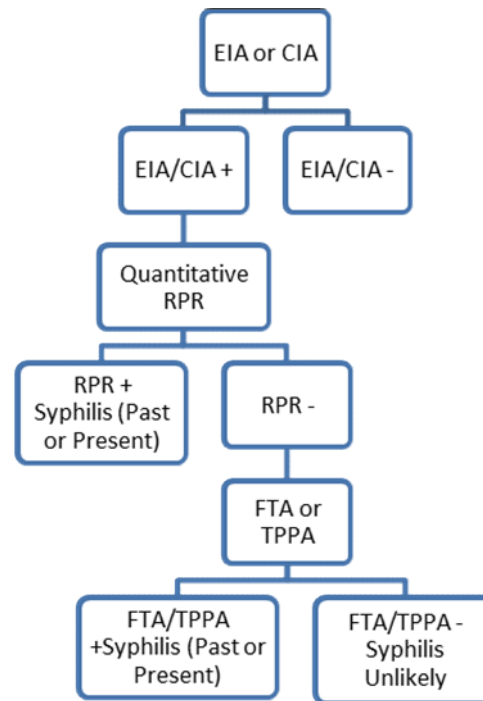 EIA or CIA
EIA/CIA +
EIA/CIA -
Quantitative
RPR
RPR +
Syphilis (Past
or Present)
RPR -
FTA or
TPPA
FTA/TPPA
+Syphilis (Past or
Present)
FTA/TPPA -
Syphilis
Unlikely